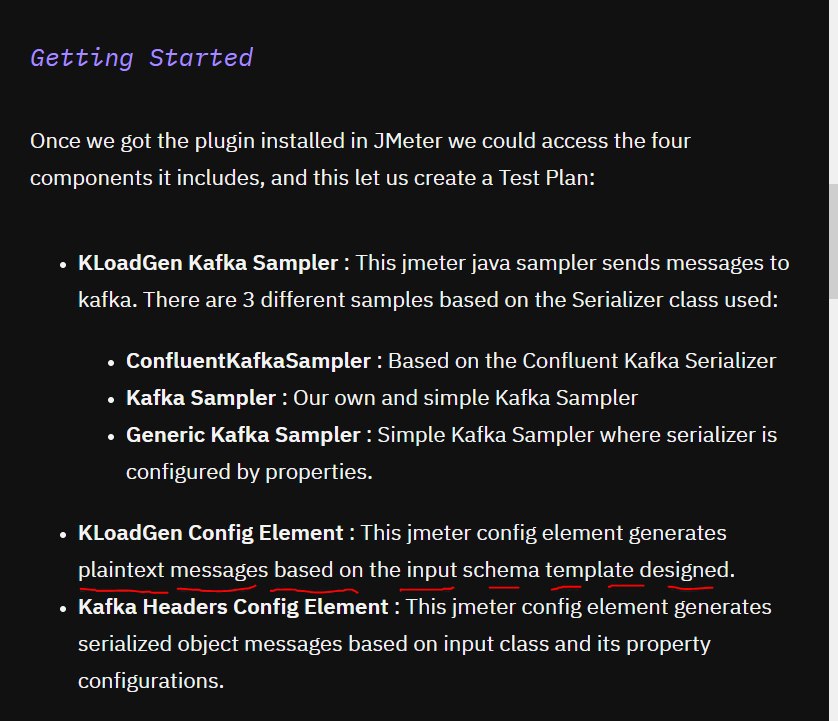 Getting Started
Once we got the plugin installed in JMeter we could access the four
components it includes, and this let us create a Test Plan:
• KLoadGen Kafka Sampler : This jmeter java sampler sends messages to
kafka. There are 3 different samples based on the Serializer class used:
• ConfluentKafkaSampler : Based on the Confluent Kafka Serializer
• Kafka Sampler : Our own and simple Kafka Sampler
• Generic Kafka Sampler : Simple Kafka Sampler where serializer is
configured by properties.
• KLoadGen Config Element : This jmeter config element generates
plaintext messages based on the input schema template designed.
• Kafka Headers Config Element : This jmeter config element generates
serialized object messages based on input class and its property
configurations.